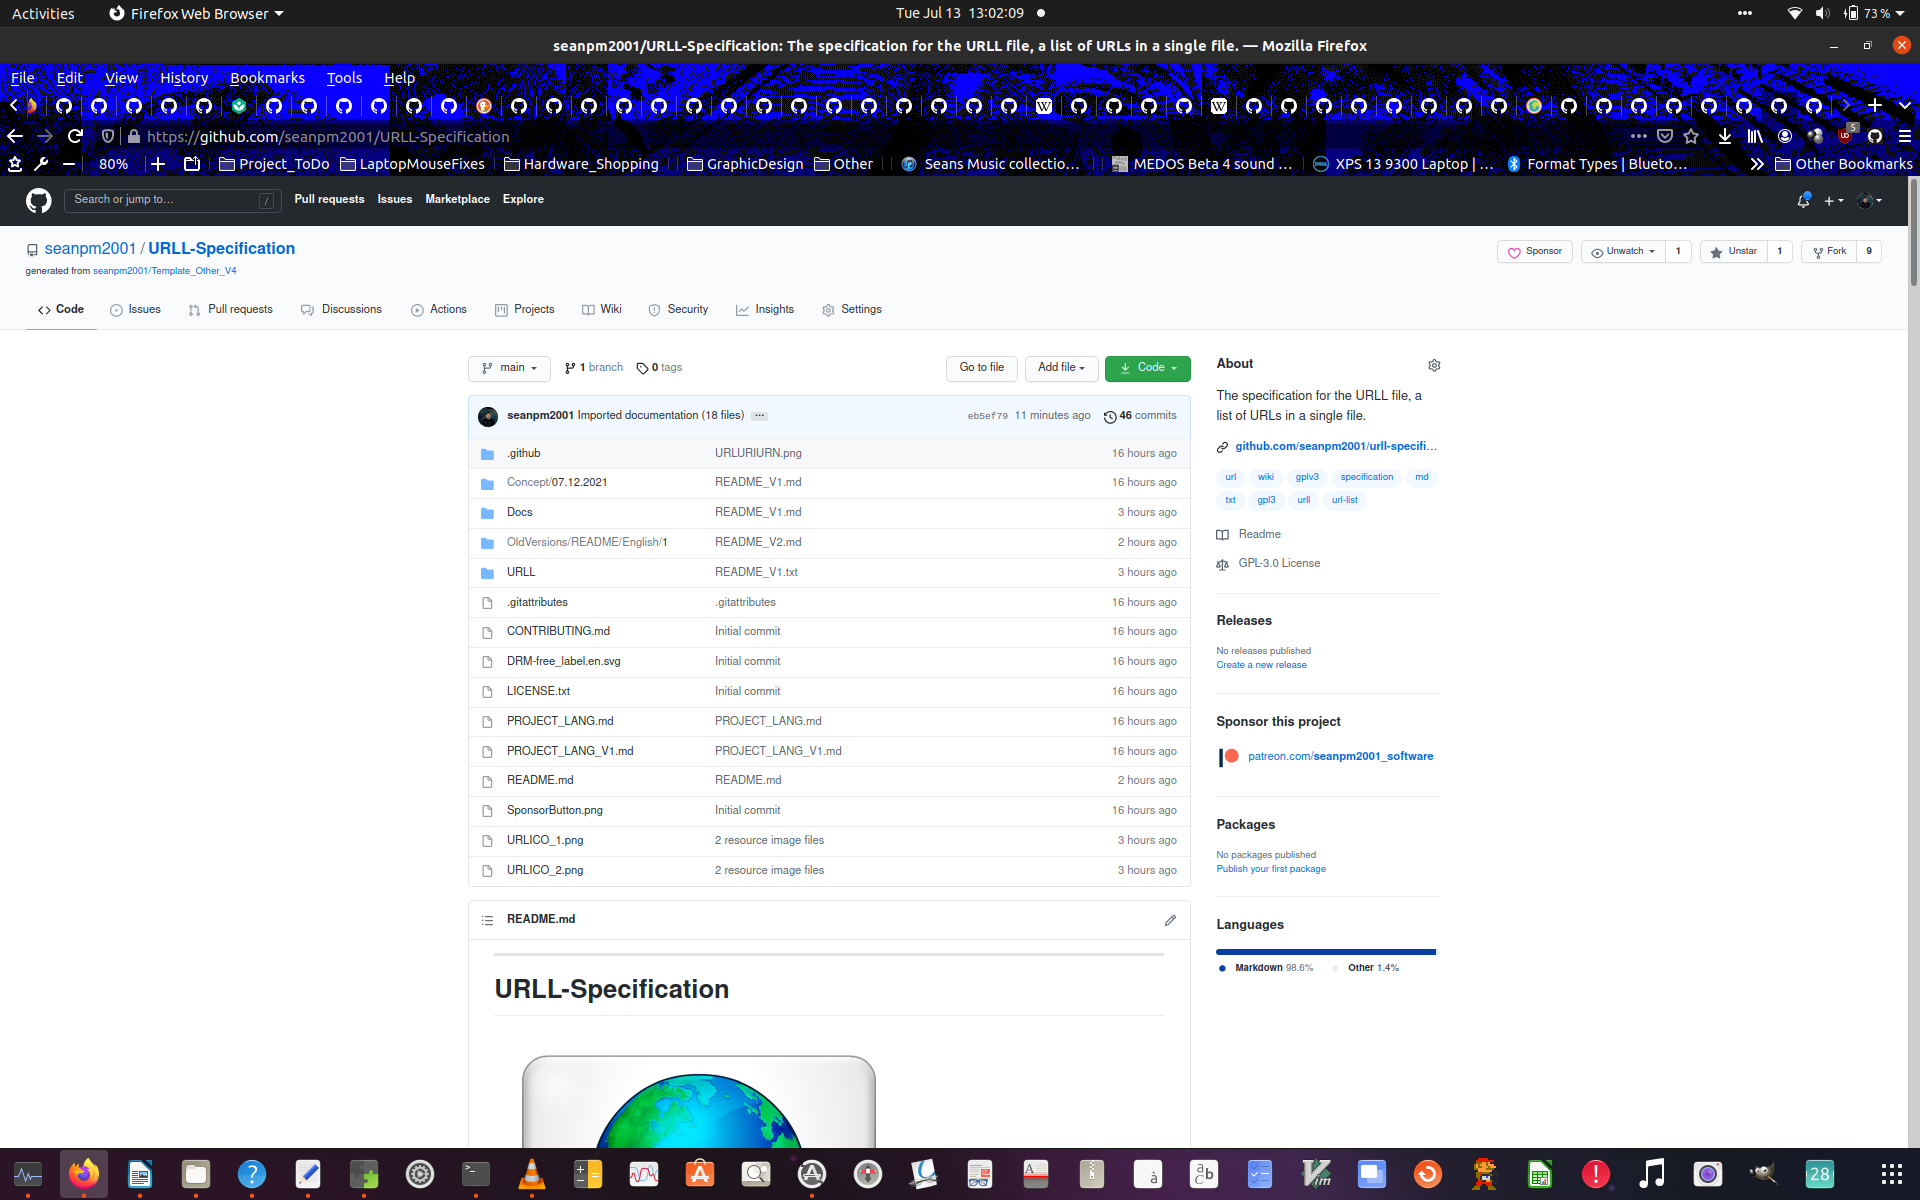 Activities Firefox Web Browser Tue Jul 13 13:02:09 73 %
seanpm2001/URLL-Specification: The specification for the URLL file, a list of URLs in a single file. — Mozilla Firefox
File Edit View History Bookmarks Tools Help
https://github.com/seanpm2001/URLL-Specification 5
80% Project_ToDo LaptopMouseFixes Hardware_Shopping GraphicDesign Other Seans Music collectio… MEDOS Beta 4 sound … XPS 13 9300 Laptop | … Format Types | Blueto… Other Bookmarks
Search or jump to… / Pull requests Issues Marketplace Explore
seanpm2001 / URLL-Specification Sponsor Unwatch 1 Unstar 1 Fork 9
generated from seanpm2001/Template_Other_V4
Code Issues Pull requests Discussions Actions Projects Wiki Security Insights Settings
main 1 branch 0 tags Go to file Add file Code
seanpm2001 Imported documentation (18 files) ... eb5ef79 11 minutes ago 46 commits
.github URLURIURN.png 16 hours ago
Concept/07.12.2021 README_V1.md 16 hours ago
Docs README_V1.md 3 hours ago
OldVersions/README/English/1 README_V2.md 2 hours ago
URLL README_V1.txt 3 hours ago
.gitattributes .gitattributes 16 hours ago
CONTRIBUTING.md Initial commit 16 hours ago
DRM-free_label.en.svg Initial commit 16 hours ago
LICENSE.txt Initial commit 16 hours ago
PROJECT_LANG.md PROJECT_LANG.md 16 hours ago
PROJECT_LANG_V1.md PROJECT_LANG_V1.md 16 hours ago
README.md README.md 2 hours ago
SponsorButton.png Initial commit 16 hours ago
URLICO_1.png 2 resource image files 3 hours ago
URLICO_2.png 2 resource image files 3 hours ago
README.md
URLL-Specification
About
The specification for the URLL file, a
list of URLs in a single file.
github.com/seanpm2001/urll-specifi…
url wiki gplv3 specification md
txt gpl3 urll url-list
Readme
GPL-3.0 License
Releases
No releases published
Create a new release
Sponsor this project
patreon.com/seanpm2001_software
Packages
No packages published
Publish your first package
Languages
Markdown 98.6% Other 1.4%
28